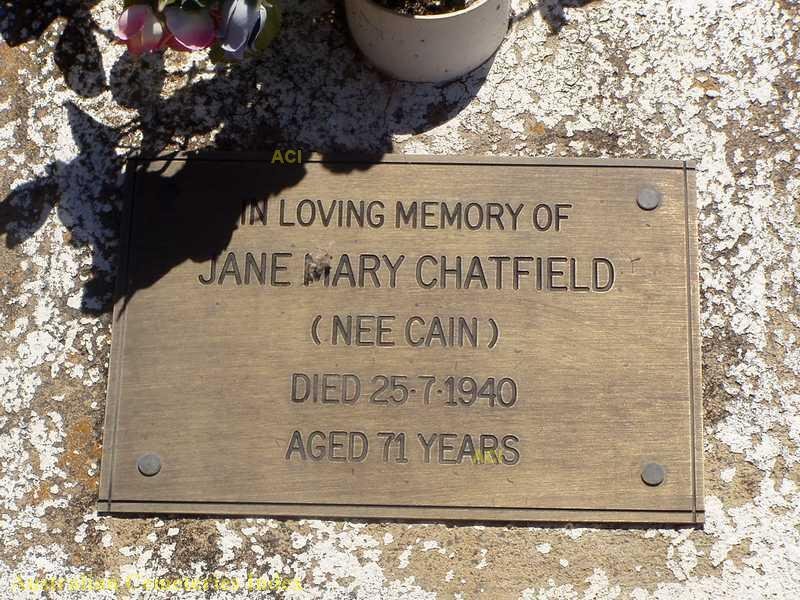 ACI
IN LOVING MEMORY OF
JANE MARY CHATFIELD
( NEE CAIN )
DIED 25·7·1940
AGED 71 YEARS
ACI
Australian Cemeteries Index